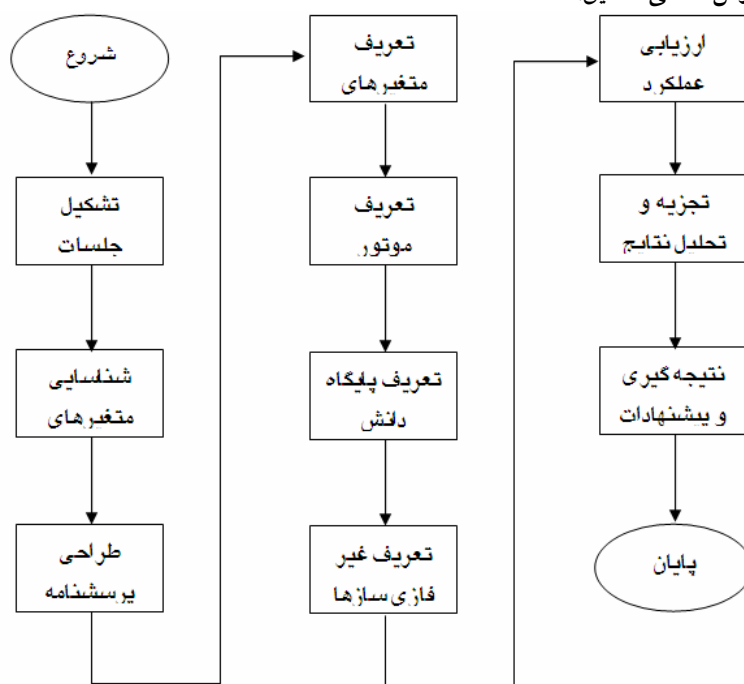 شروع
تشکیل
جلسات
شناسایی
متغیرهای
طراحی
پرسشنامه
تعریف
متغیرهای
تعریف
موتور
تعریف پایگاه
دانش
تعریف غیر
فازی سازها
ارزیابی
عملکرد
تجزیه و
تحلیل نتایج
نتیجه گیری
و پیشنهادات
پایان